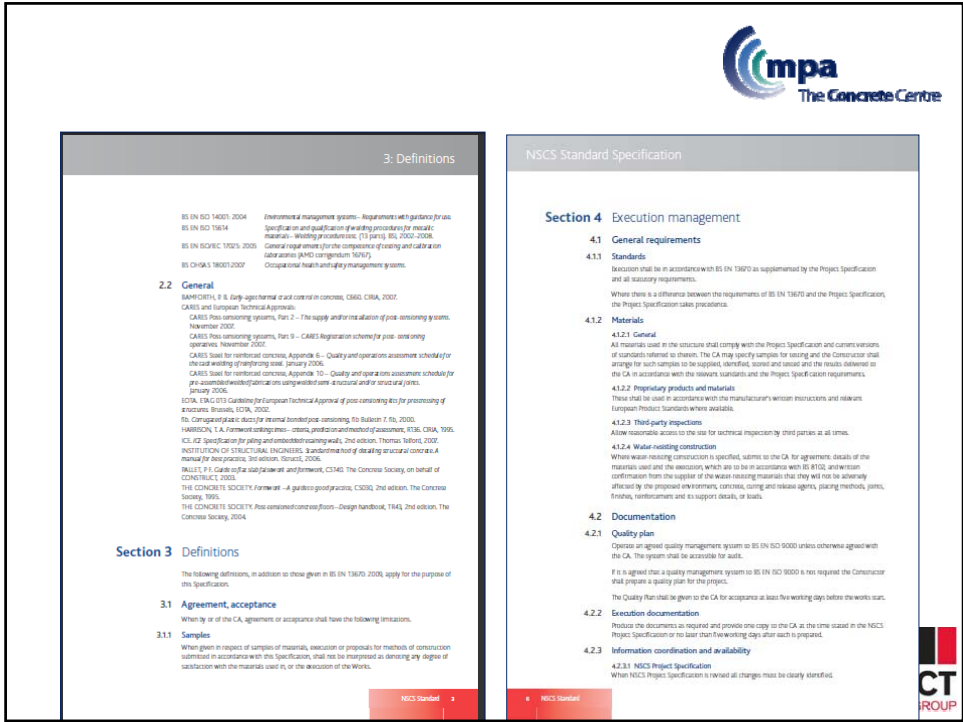 mpa
The Concrete Centre
3: Definitions
BS EN ISO 14001: 2004 Environmental management systems – Requirements with guidance for use.
BS EN ISO 15614 Specification and qualification of welding procedures for metallic
materials – Welding procedure test. (13 parts). BSI, 2002–2008.
BS EN ISO/IEC 17025: 2005 General requirements for the competence of testing and calibration
laboratories (AMD corrigendum 16767).
BS OHSAS 18001:2007 Occupational health and safety management systems.
2.2 General
BAMFORTH, P. B. Early-age thermal crack control in concrete, C660. CIRIA, 2007.
CARES and European Technical Approvals:
CARES Post-tensioning systems, Part 2 – The supply and/or installation of post-tensioning systems.
November 2007.
CARES Post-tensioning systems, Part 9 – CARES Registration scheme for post-tensioning
operatives. November 2007.
CARES Steel for reinforced concrete, Appendix 6 – Quality and operations assessment schedule for
the tack welding of reinforcing steel. January 2006.
CARES Steel for reinforced concrete, Appendix 10 – Quality and operations assessment schedule for
pre-assembled welded fabrications using welded semi-structural and/or structural joints.
January 2006.
EOTA. ETAG 013 Guideline for European Technical Approval of post-tensioning kits for prestressing of
structures. Brussels, EOTA, 2002.
fib. Corrugated plastic ducts for internal bonded post-tensioning, fib Bulletin 7. fib, 2000.
HARRISON, T. A. Formwork striking times – criteria, prediction and method of assessment, R136. CIRIA, 1995.
ICE. ICE Specification for piling and embedded retaining walls, 2nd edition. Thomas Telford, 2007.
INSTITUTION OF STRUCTURAL ENGINEERS. Standard method of detailing structural concrete. A
manual for best practice, 3rd edition. IStructE, 2006.
PALLET, P F. Guide to flat slab falsework and formwork, CS140. The Concrete Society, on behalf of
CONSTRUCT, 2003.
THE CONCRETE SOCIETY. Formwork – A guide to good practice, CS030, 2nd edition. The Concrete
Society, 1995.
THE CONCRETE SOCIETY. Post-tensioned concrete floors – Design handbook, TR43, 2nd edition. The
Concrete Society, 2004.
Section 3 Definitions
The following definitions, in addition to those given in BS EN 13670: 2009, apply for the purpose of
this Specification.
3.1 Agreement, acceptance
When by or of the CA, agreement or acceptance shall have the following limitations.
3.1.1 Samples
When given in respect of samples of materials, execution or proposals for methods of construction
submitted in accordance with this Specification, shall not be interpreted as denoting any degree of
satisfaction with the materials used in, or the execution of the Works.
NSCS Standard
NSCS Standard Specification
Section 4 Execution management
4.1 General requirements
4.1.1 Standards
Execution shall be in accordance with BS EN 13670 as supplemented by the Project Specification
and all statutory requirements.
Where there is a difference between the requirements of BS EN 13670 and the Project Specification,
the Project Specification takes precedence.
4.1.2 Materials
4.1.2.1 General
All materials used in the structure shall comply with the Project Specification and current versions
of standards referred to therein. The CA may specify samples for testing and the Constructor shall
arrange for such samples to be supplied, identified, stored and tested and the results delivered to
the CA in accordance with the relevant standards and the Project Specification requirements.
4.1.2.2 Proprietary products and materials
These shall be used in accordance with the manufacturer's written instructions and relevant
European Product Standards where available.
4.1.2.3 Third-party inspections
Allow reasonable access to the site for technical inspection by third parties at all times.
4.1.2.4 Water-resisting construction
Where water-resisting construction is specified, submit to the CA for agreement: details of the
materials used and the execution, which are to be in accordance with BS 8102, and written
confirmation from the supplier of the water-resisting materials that they will not be adversely
affected by the proposed environment, concrete, curing and release agents, placing methods, joints,
finishes, reinforcement and its support details, or loads.
4.2 Documentation
4.2.1 Quality plan
Operate an agreed quality management system to BS EN ISO 9000 unless otherwise agreed with
the CA. The system shall be accessible for audit.
If it is agreed that a quality management system to BS EN ISO 9000 is not required the Constructor
shall prepare a quality plan for the project.
The Quality Plan shall be given to the CA for acceptance at least five working days before the works start.
4.2.2 Execution documentation
Produce the documents as required and provide one copy to the CA at the time stated in the NSCS
Project Specification or no later than five working days after each is prepared.
4.2.3 Information coordination and availability
4.2.3.1 NSCS Project Specification
When NSCS Project Specification is revised all changes must be clearly identified.
NSCS Standard
CT
ROUP